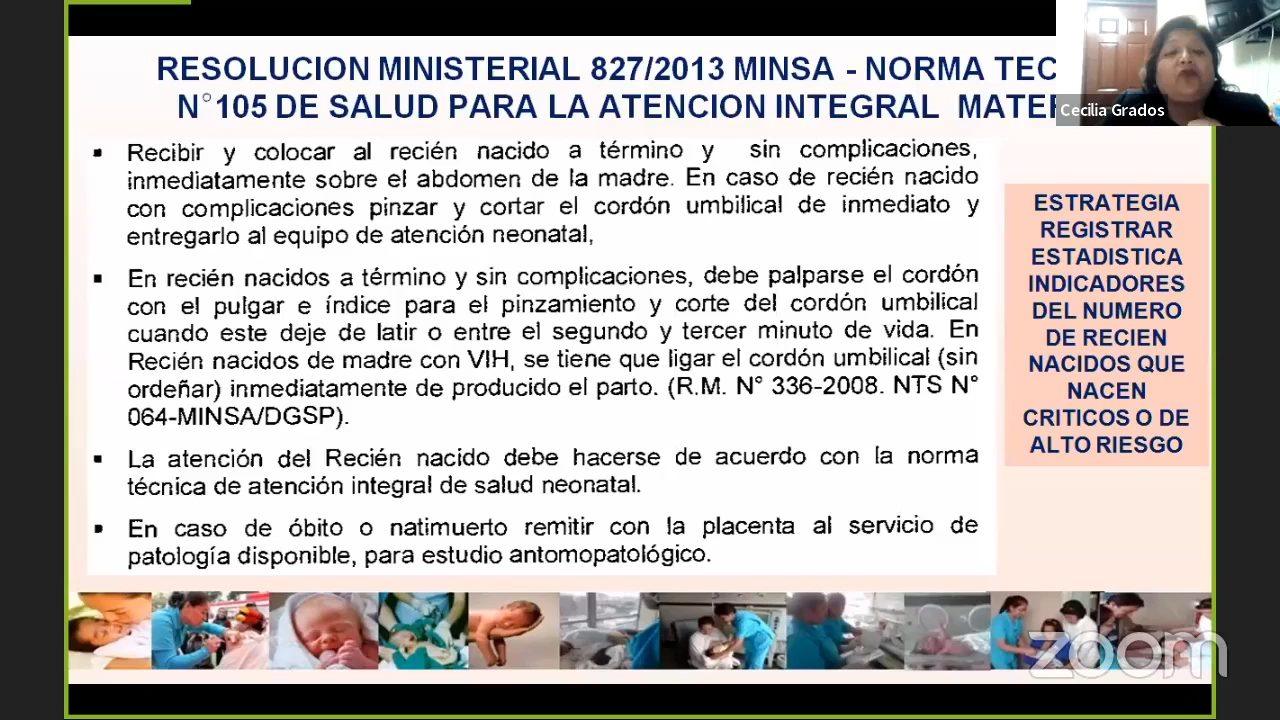 RESOLUCION MINISTERIAL 827/2013 MINSA - NORMA TEC
N°105 DE SALUD PARA LA ATENCION INTEGRAL MATER
Cecilia Grados
▪ Recibir y colocar al recién nacido a término y sin complicaciones,
inmediatamente sobre el abdomen de la madre. En caso de recién nacido
con complicaciones pinzar y cortar el cordón umbilical de inmediato y
entregarlo al equipo de atención neonatal,
▪ En recién nacidos a término y sin complicaciones, debe palparse el cordón
con el pulgar e índice para el pinzamiento y corte del cordón umbilical
cuando este deje de latir o entre el segundo y tercer minuto de vida. En
Recién nacidos de madre con VIH, se tiene que ligar el cordón umbilical (sin
ordeñar) inmediatamente de producido el parto. (R.M. N° 336-2008. NTS N°
064-MINSA/DGSP).
▪ La atención del Recién nacido debe hacerse de acuerdo con la norma
técnica de atención integral de salud neonatal.
▪ En caso de óbito o natimuerto remitir con la placenta al servicio de
patología disponible, para estudio antomopatológico.
ESTRATEGIA
REGISTRAR
ESTADISTICA
INDICADORES
DEL NUMERO
DE RECIEN
NACIDOS QUE
NACEN
CRITICOS O DE
ALTO RIESGO
zoom